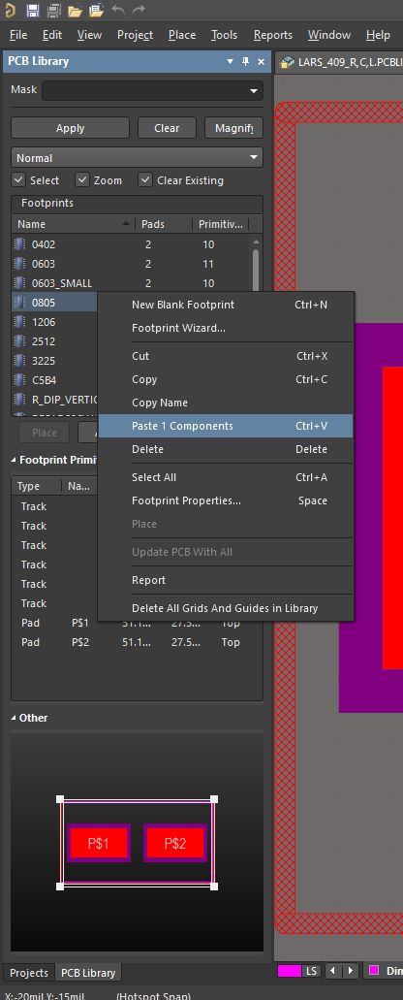 File Edit View Project Place Tools Reports Window Help
PCB Library
LARS_409_R,C,L.PCBLI
Mask
Apply Clear Magnify
Normal
Select Zoom Clear Existing
Footprints
Name Pads Primitiv...
0402 2 10
0603 2 11
0603_SMALL 2 10
0805
1206
2512
3225
C5B4
R_DIP_VERTIC
New Blank Footprint Ctrl+N
Footprint Wizard...
Cut Ctrl+X
Copy Ctrl+C
Copy Name
Paste 1 Components Ctrl+V
Delete Delete
Select All Ctrl+A
Footprint Properties... Space
Place
Update PCB With All
Report
Delete All Grids And Guides in Library
Place
Footprint Primi
Type Na...
Track
Track
Track
Track
Track
Track
Pad P$1 51.1... 27.5... Top
Pad P$2 51.1... 27.5... Top
Other
P$1 P$2
Projects PCB Library
LS Dim
X:-20mil Y:-15mil (Hotspot Snap)